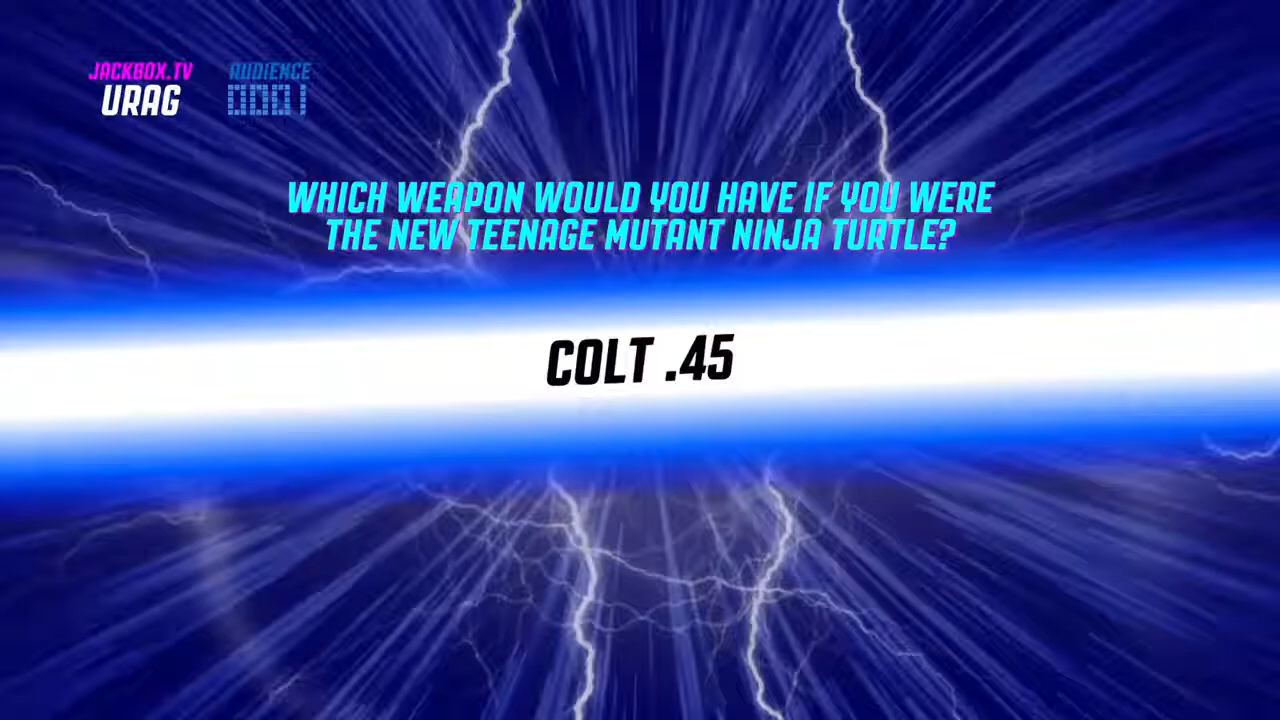 JACKBOX.TV
URAG
AUDIENCE
WHICH WEAPON WOULD YOU HAVE IF YOU WERE
THE NEW TEENAGE MUTANT NINJA TURTLE?
COLT .45